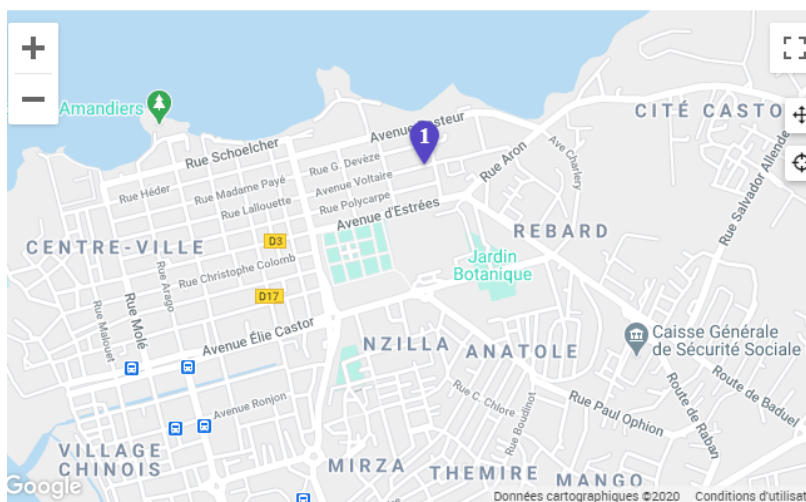 Amandiers
Avenue Pasteur
1
CITÉ CASTO
Rue Schoelcher
Rue G. Devèze
Rue Aron
Ave Charlery
Rue Salvador Allende
Avenue Voltaire
Rue Héder
Rue Madame Payé
Rue Lallouette
Rue Polycarpe
Avenue d'Estrées
REBARD
CENTRE-VILLE
D3
Jardin
Botanique
Rue Christophe Colomb
Rue Arago
D17
Rue Malouet
Rue Molé
Avenue Élie Castor
NZILLA
ANATOLE
Caisse Générale
de Sécurité Sociale
Rue C. Chlore
Rue Boudinot
Route de Baduel
Route de Raban
Rue Paul Ophion
Avenue Ronjon
VILLAGE
CHINOIS
MIRZA
THEMIRE
MANGO
Google
Données cartographiques ©2020
Conditions d'utilisat